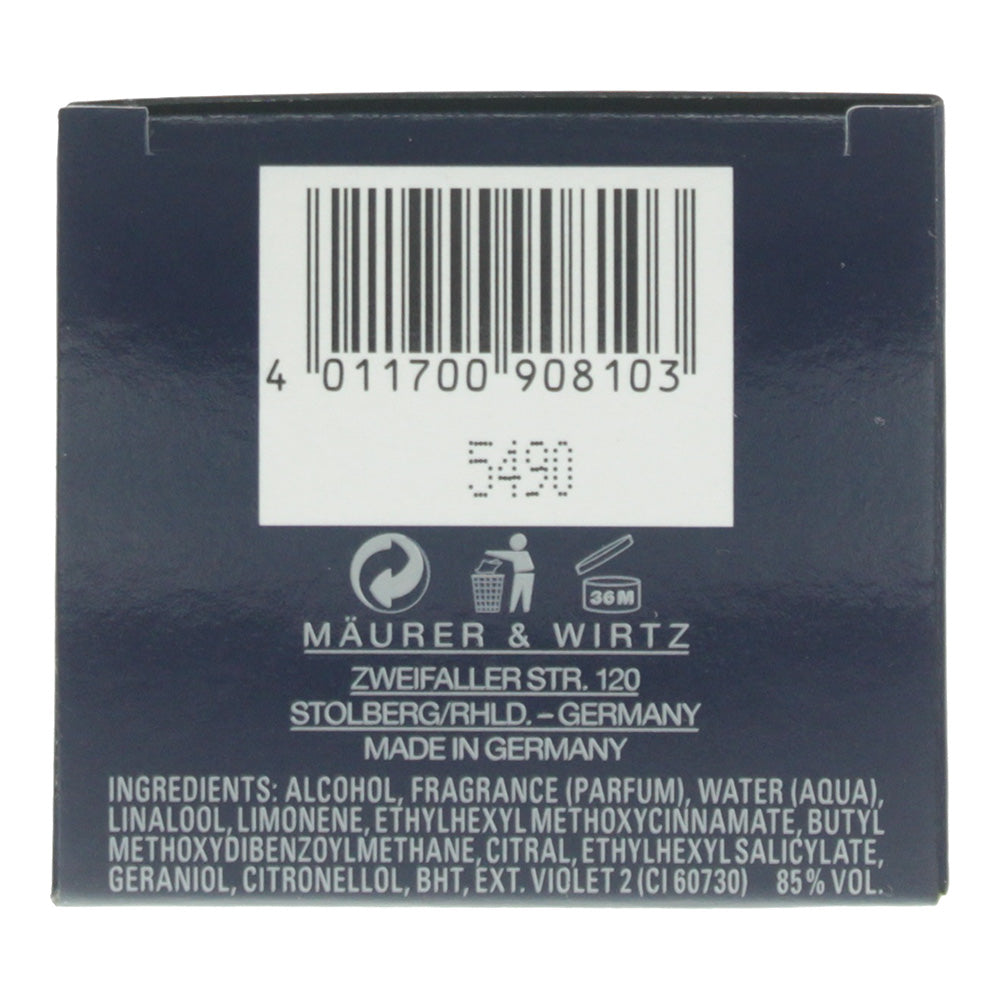 4 011700 908103
5490
36M
MÄURER & WIRTZ
ZWEIFALLER STR. 120
STOLBERG/RHLD. – GERMANY
MADE IN GERMANY
INGREDIENTS: ALCOHOL, FRAGRANCE (PARFUM), WATER (AQUA),
LINALOOL, LIMONENE, ETHYLHEXYL METHOXYCINNAMATE, BUTYL
METHOXYDIBENZOYLMETHANE, CITRAL, ETHYLHEXYL SALICYLATE,
GERANIOL, CITRONELLOL, BHT, EXT. VIOLET 2 (CI 60730) 85% VOL.